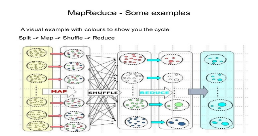 MapReduce - Some examples
A visual example with colours to show you the cycle
Split -> Map -> Shuffle -> Reduce
MAP
SHUFFLE
REDUCE